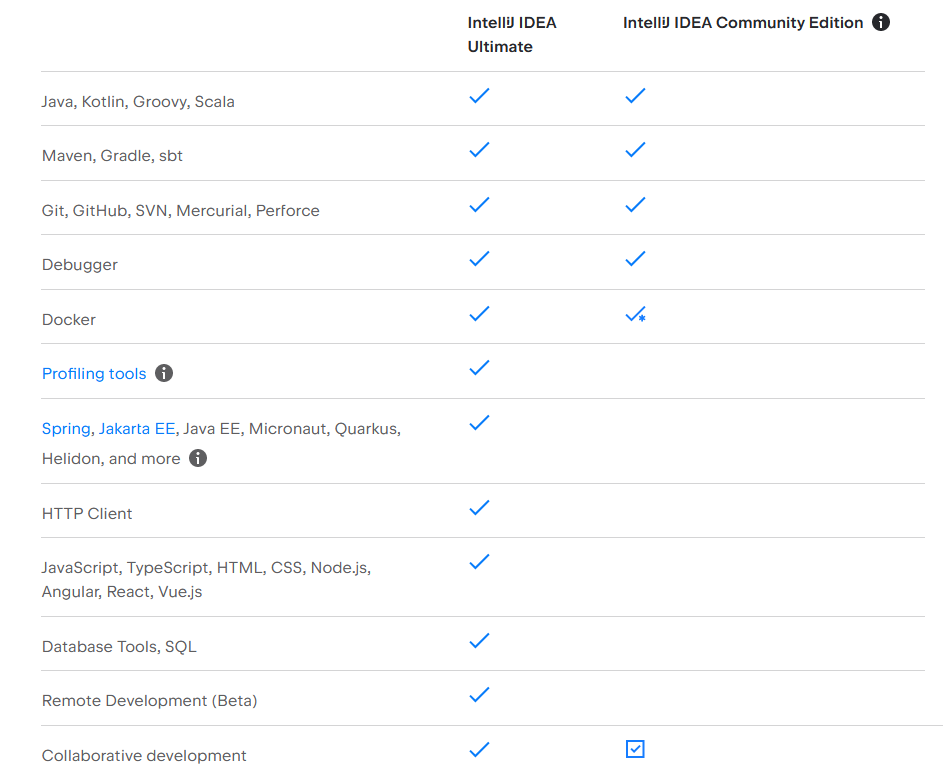 IntelliJ IDEA Ultimate
IntelliJ IDEA Community Edition
Java, Kotlin, Groovy, Scala
Maven, Gradle, sbt
Git, GitHub, SVN, Mercurial, Perforce
Debugger
Docker
*
Profiling tools
Spring, Jakarta EE, Java EE, Micronaut, Quarkus,
Helidon, and more
HTTP Client
JavaScript, TypeScript, HTML, CSS, Node.js,
Angular, React, Vue.js
Database Tools, SQL
Remote Development (Beta)
Collaborative development